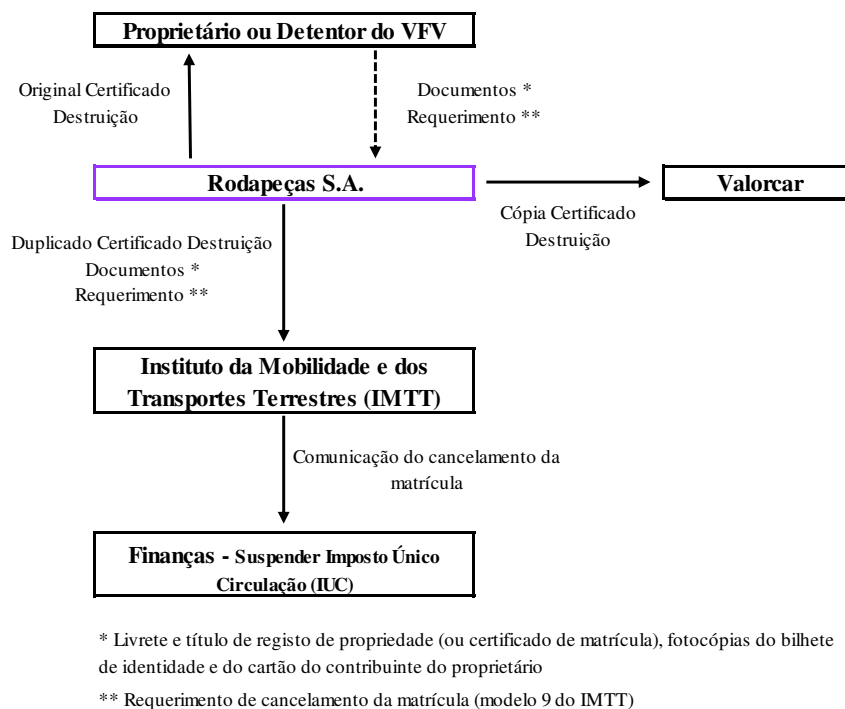 Proprietário ou Detentor do VFV
Original Certificado
Destruição
Documentos *
Requerimento **
Rodapeças S.A.
Valorcar
Cópia Certificado
Destruição
Duplicado Certificado Destruição
Documentos *
Requerimento **
Instituto da Mobilidade e dos
Transportes Terrestres (IMTT)
Comunicação do cancelamento da
matrícula
Finanças - Suspender Imposto Único
Circulação (IUC)
* Livrete e título de registo de propriedade (ou certificado de matrícula), fotocópias do bilhete
de identidade e do cartão do contribuinte do proprietário
** Requerimento de cancelamento da matrícula (modelo 9 do IMTT)